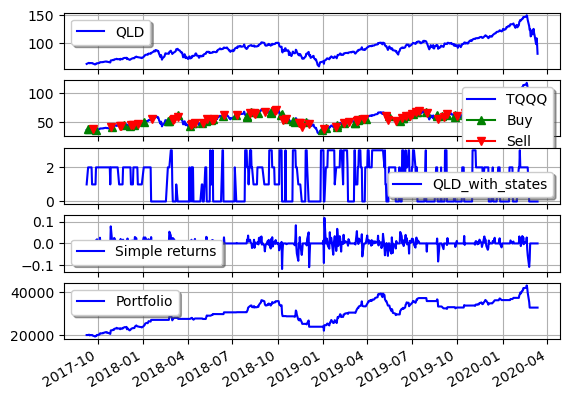 150
QLD
100
100
TQQQ
Buy
50
Sell
2
QLD_with_states
0
0.1
0.0
Simple returns
−0.1
40000
Portfolio
20000
2017-10 2018-01 2018-04 2018-07 2018-10 2019-01 2019-04 2019-07 2019-10 2020-01 2020-04